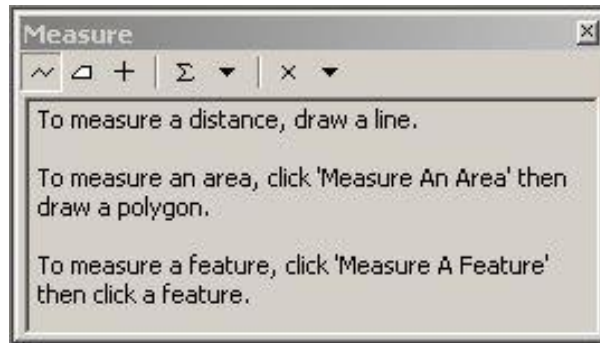 Measure
Σ
To measure a distance, draw a line.
To measure an area, click 'Measure An Area' then
draw a polygon.
To measure a feature, click 'Measure A Feature'
then click a feature.